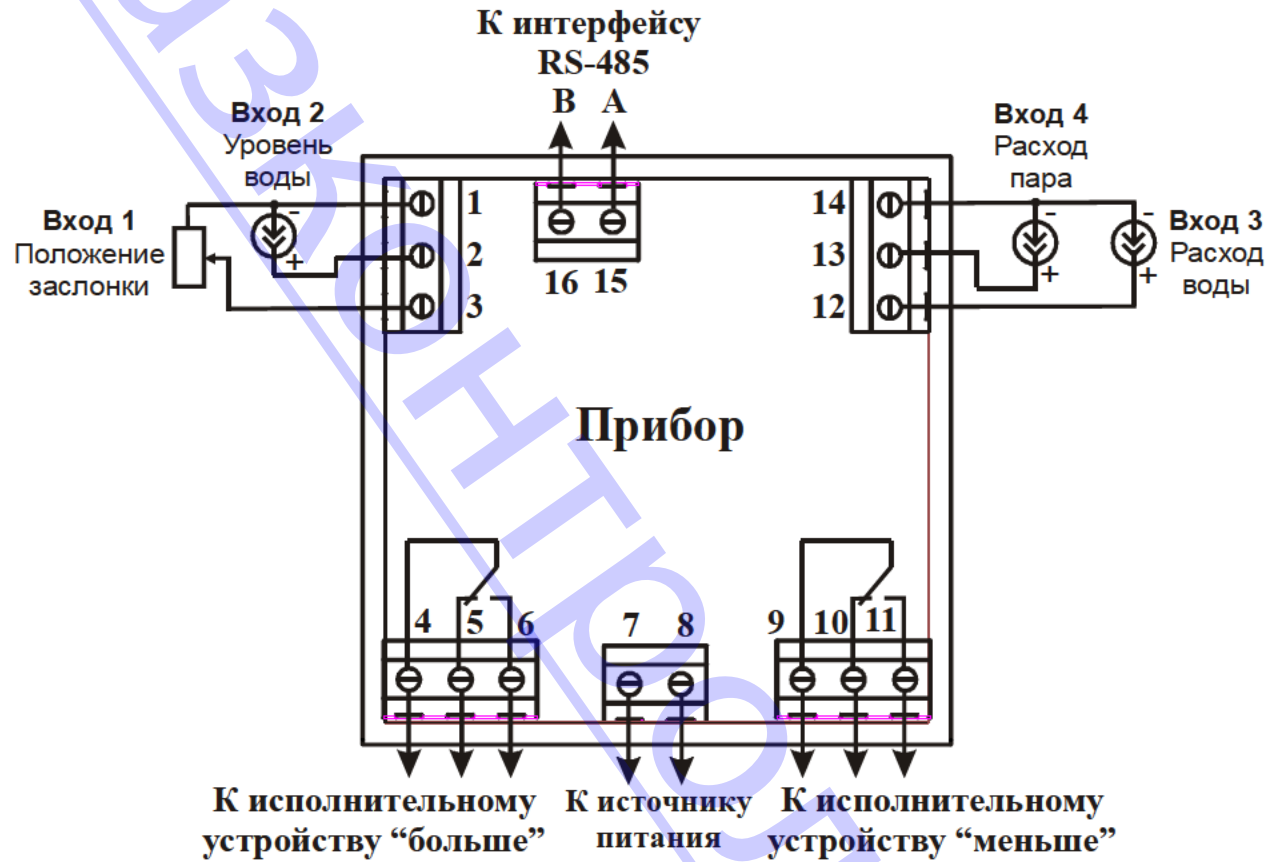 К интерфейсу
RS-485
B A
Вход 2
Уровень
воды
Вход 1
Положение
заслонки
Вход 4
Расход
пара
Вход 3
Расход
воды
-
+
-
+
-
+
1
2
3
16 15
14
13
12
Прибор
4 5 6
7 8
9 10 11
К исполнительному
устройству “больше”
К источнику
питания
К исполнительному
устройству “меньше”